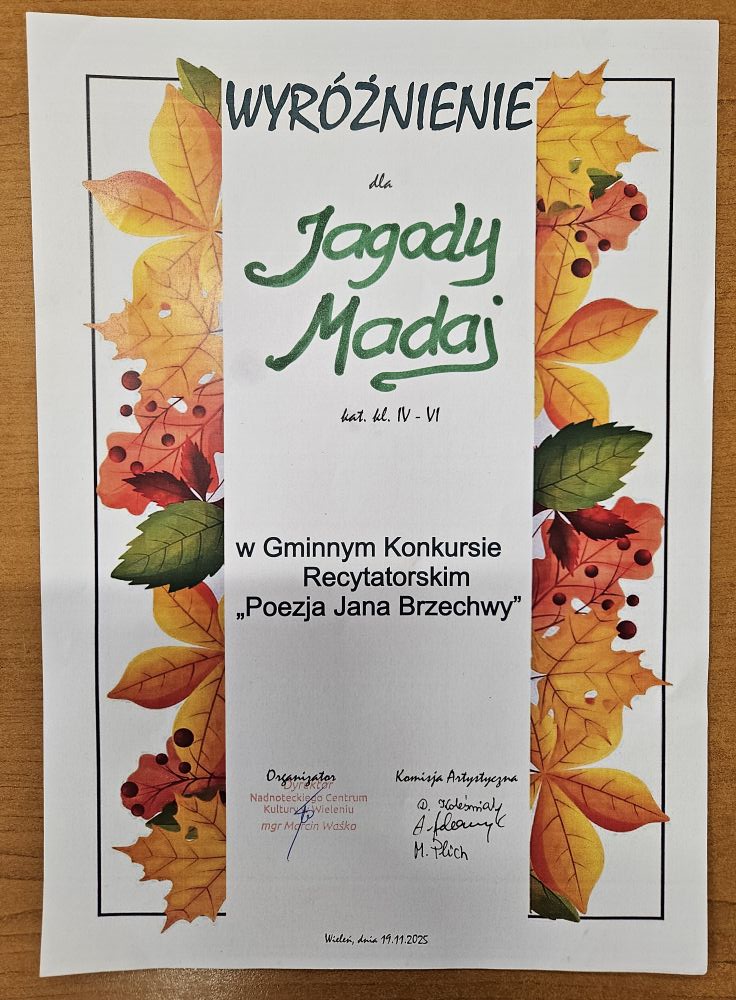 WYRÓŻNIENIE
dla
Jagody
Madaj
kat. kl. IV - VI
w Gminnym Konkursie
Recytatorskim
„Poezja Jana Brzechwy”
Organizator
Dyrektor
Nadnoteckiego Centrum
Kultury w Wieleniu
mgr Marcin Waśko
Komisja Artystyczna
M. Plich
Wieleń, dnia 19.11.2025